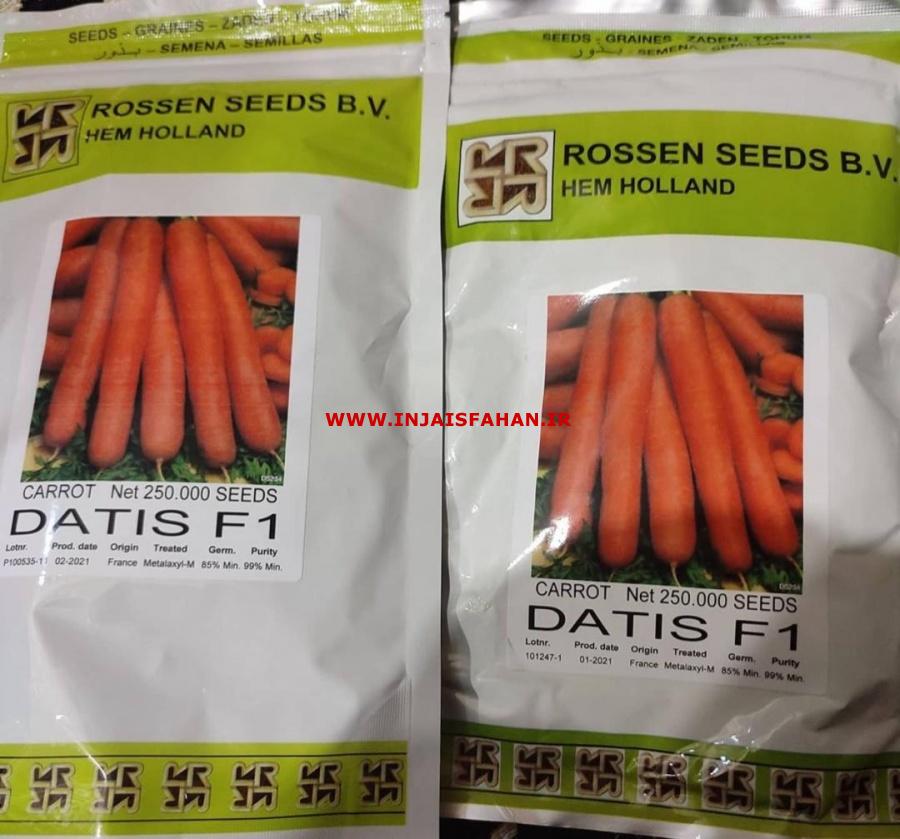 SEEDS - GRAINES - ZADEN - TOHUM
بذور - SEMENA - SEMILLAS
ROSSEN SEEDS B.V.
HEM HOLLAND
D5254
CARROT Net 250.000 SEEDS
DATIS F1
Lotnr. Prod. date Origin Treated Germ. Purity
P100535-11 02-2021 France Metalaxyl-M 85% Min. 99% Min.
SEEDS - GRAINES - ZADEN - TOHUM
بذور - SEMENA - SEMILLAS
ROSSEN SEEDS B.V.
HEM HOLLAND
D5254
CARROT Net 250.000 SEEDS
DATIS F1
Lotnr. Prod. date Origin Treated Germ. Purity
101247-1 01-2021 France Metalaxyl-M 85% Min. 99% Min.
WWW.INJAISFAHAN.IR